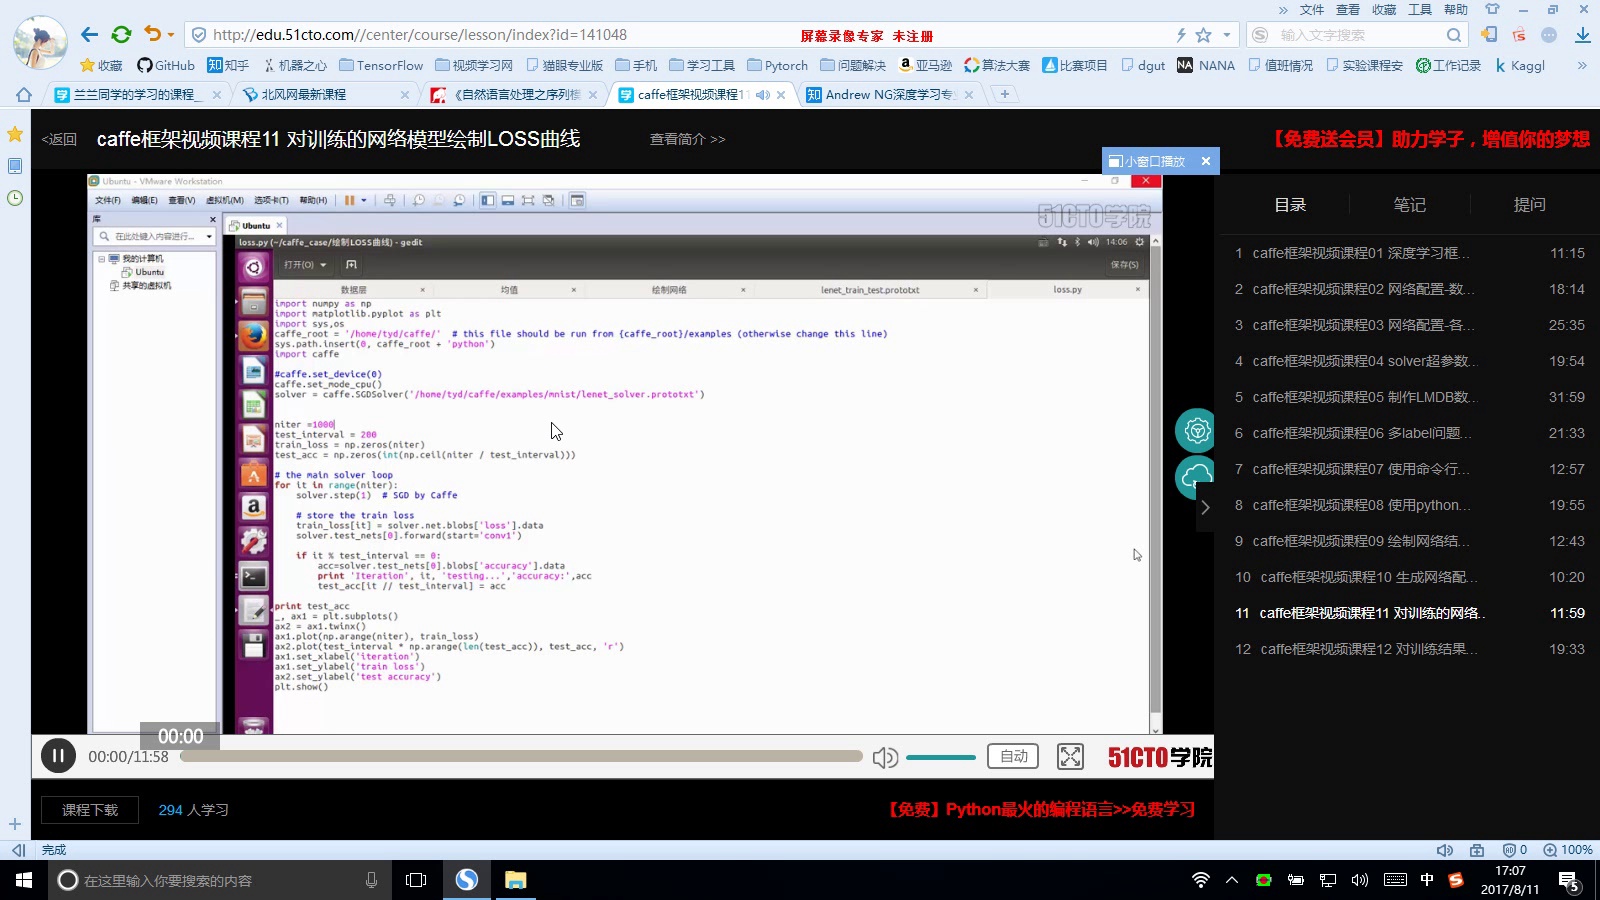 » 文件 查看 收藏 工具 帮助
http://edu.51cto.com//center/course/lesson/index?id=141048
屏幕录像专家 未注册
输入文字搜索
收藏 GitHub 知乎 机器之心 TensorFlow 视频学习网 猫眼专业版 手机 学习工具 Pytorch 问题解决 亚马逊 算法大赛 比赛项目 dgut NANA 值班情况 实验课程安 工作记录 Kaggl »
兰兰同学的学习的课程_ 北风网最新课程 《自然语言处理之序列模 caffe框架视频课程11 Andrew NG深度学习专
<返回 caffe框架视频课程11 对训练的网络模型绘制LOSS曲线 查看简介 >>
【免费送会员】助力学子，增值你的梦想
小窗口播放 ×
Ubuntu - VMware Workstation
文件(F) 编辑(E) 查看(V) 虚拟机(M) 选项卡(T) 帮助(H)
51CTO学院
库
在此处键入内容进行...
我的计算机
Ubuntu
共享的虚拟机
Ubuntu
loss.py (~/caffe_case/绘制LOSS曲线) - gedit
14:06
打开(O) 保存(S)
数据层 均值 绘制网络 lenet_train_test.prototxt loss.py
import numpy as np
import matplotlib.pyplot as plt
import sys,os
caffe_root = '/home/tyd/caffe/'  # this file should be run from {caffe_root}/examples (otherwise change this line)
sys.path.insert(0, caffe_root + 'python')
import caffe
#caffe.set_device(0)
caffe.set_mode_cpu()
solver = caffe.SGDSolver('/home/tyd/caffe/examples/mnist/lenet_solver.prototxt')
niter =1000
test_interval = 200
train_loss = np.zeros(niter)
test_acc = np.zeros(int(np.ceil(niter / test_interval)))
# the main solver loop
for it in range(niter):
solver.step(1)  # SGD by Caffe
# store the train loss
train_loss[it] = solver.net.blobs['loss'].data
solver.test_nets[0].forward(start='conv1')
if it % test_interval == 0:
acc=solver.test_nets[0].blobs['accuracy'].data
print 'Iteration', it, 'testing...','accuracy:',acc
test_acc[it // test_interval] = acc
print test_acc
_, ax1 = plt.subplots()
ax2 = ax1.twinx()
ax1.plot(np.arange(niter), train_loss)
ax2.plot(test_interval * np.arange(len(test_acc)), test_acc, 'r')
ax1.set_xlabel('iteration')
ax1.set_ylabel('train loss')
ax2.set_ylabel('test accuracy')
plt.show()
目录 笔记 提问
1 caffe框架视频课程01 深度学习框... 11:15
2 caffe框架视频课程02 网络配置-数... 18:14
3 caffe框架视频课程03 网络配置-各... 25:35
4 caffe框架视频课程04 solver超参数... 19:54
5 caffe框架视频课程05 制作LMDB数... 31:59
6 caffe框架视频课程06 多label问题... 21:33
7 caffe框架视频课程07 使用命令行... 12:57
8 caffe框架视频课程08 使用python... 19:55
9 caffe框架视频课程09 绘制网络结... 12:43
10 caffe框架视频课程10 生成网络配... 10:20
11 caffe框架视频课程11 对训练的网络.. 11:59
12 caffe框架视频课程12 对训练结果... 19:33
00:00
00:00/11:58
自动
51CTO学院
课程下载 294 人学习
【免费】Python最火的编程语言>>免费学习
完成
0 100%
在这里输入你要搜索的内容
中
17:07
2017/8/11
5